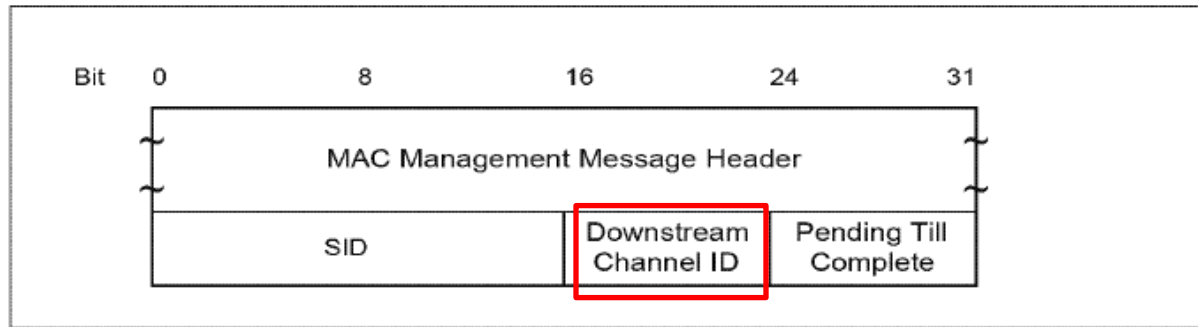 Bit 0 8 16 24 31
MAC Management Message Header
SID
Downstream
Channel ID
Pending Till
Complete